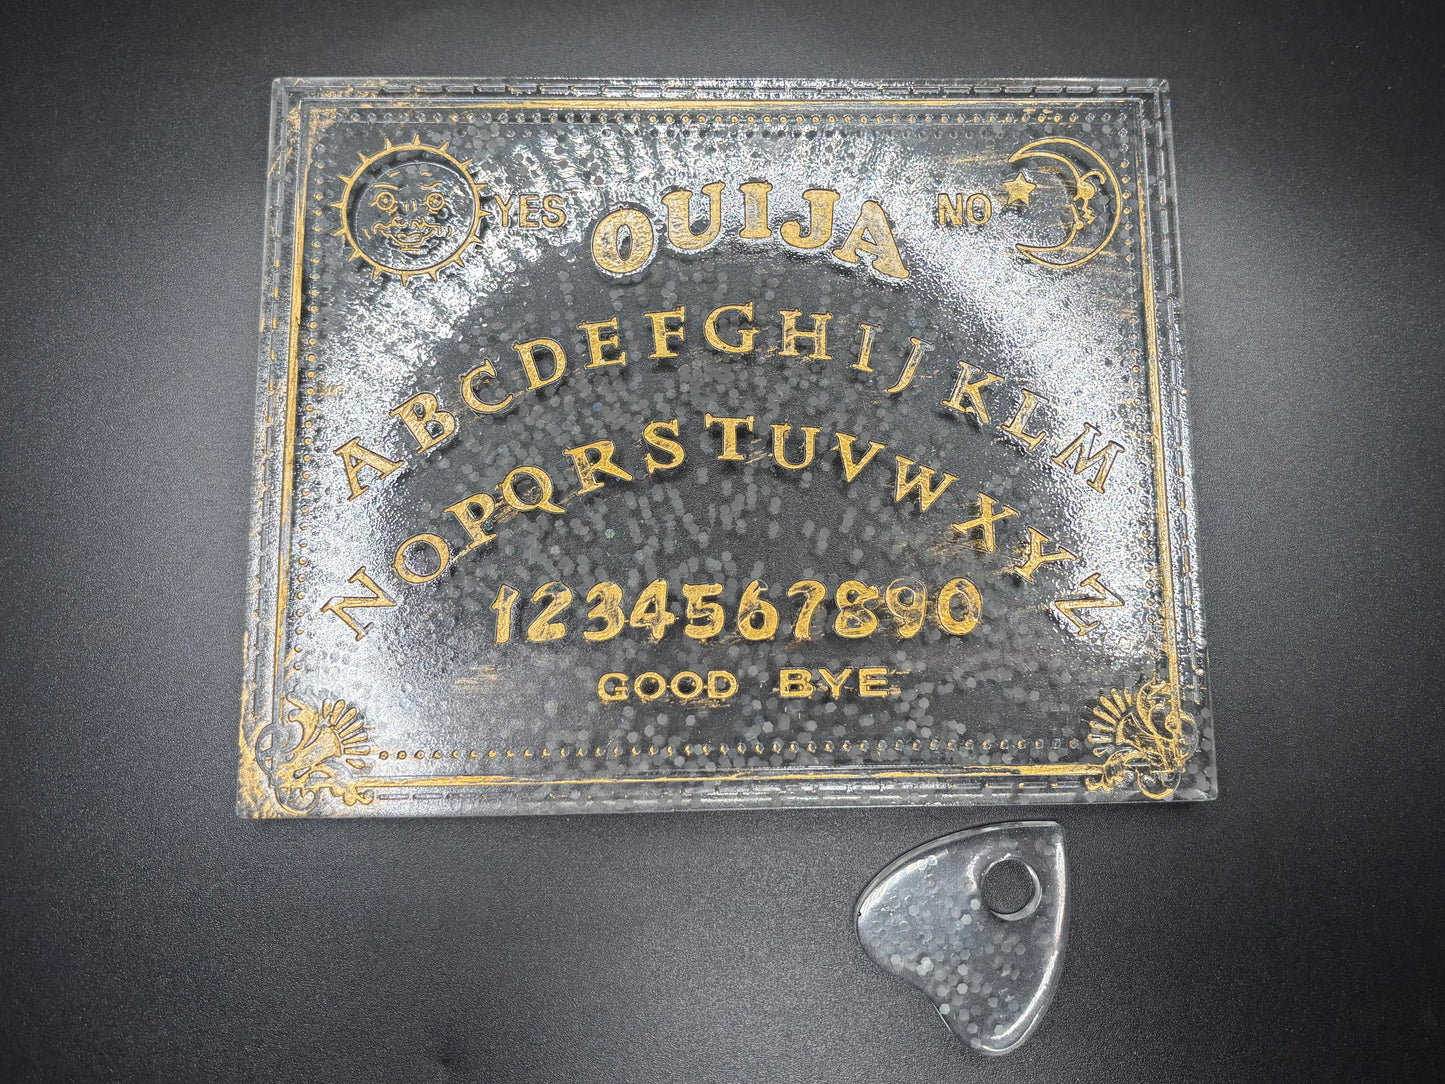 YES OUIJA NO
ABCDEFGHIJKLM
NOPQRSTUVWXYZ
1234567890
GOOD BYE